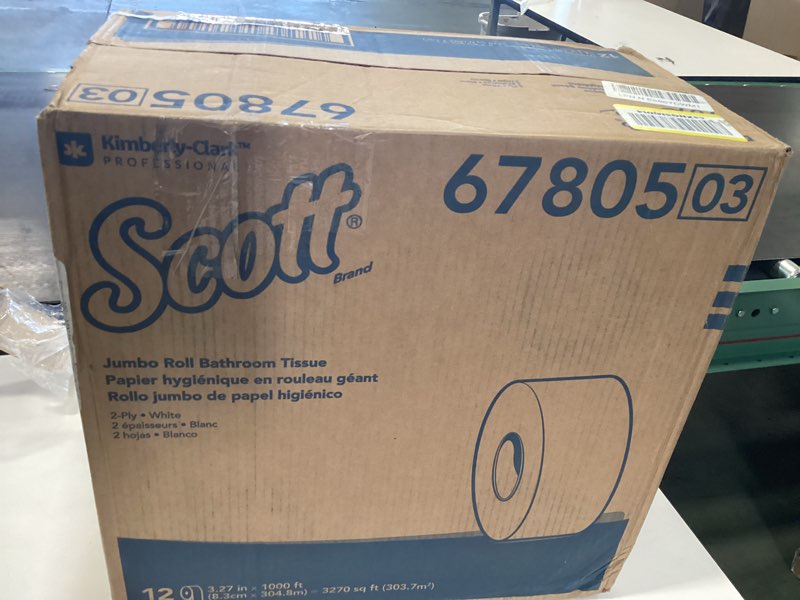 67805 03
Kimberly-Clark™
PROFESSIONAL
67805 03
Scott®
Brand
Jumbo Roll Bathroom Tissue
Papier hygiénique en rouleau géant
Rollo jumbo de papel higiénico
2-Ply • White
2 épaisseurs • Blanc
2 hojas • Blanco
12
3.27 in × 1000 ft
(8.3cm × 304.8m) = 3270 sq ft (303.7m²)